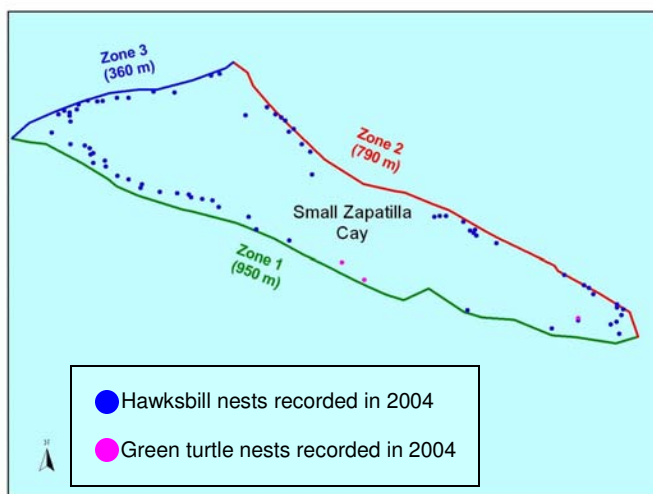 Zone 3
(360 m)
Zone 2
(790 m)
Small Zapatilla
Cay
Zone 1
(950 m)
Hawksbill nests recorded in 2004
Green turtle nests recorded in 2004
N